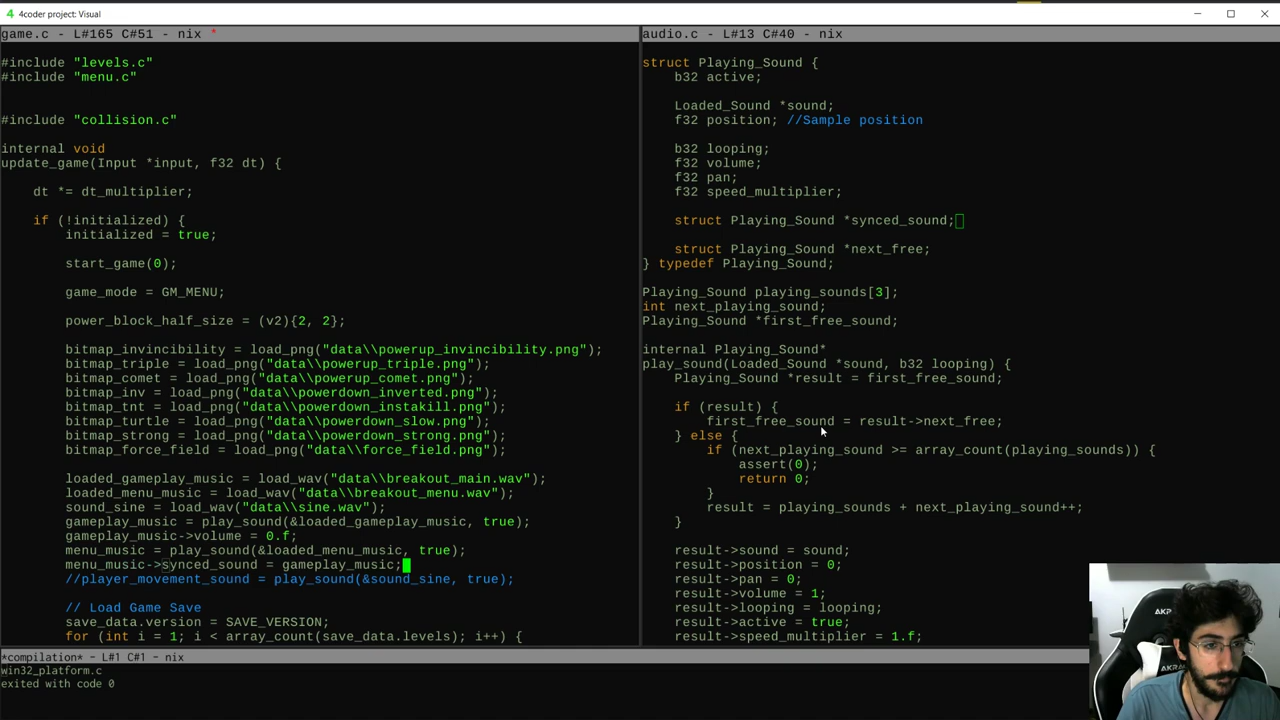 4 4coder project: Visual
game.c - L#165 C#51 - nix *
#include "levels.c"
#include "menu.c"
#include "collision.c"
internal void
update_game(Input *input, f32 dt) {
dt *= dt_multiplier;
if (!initialized) {
initialized = true;
start_game(0);
game_mode = GM_MENU;
power_block_half_size = (v2){2, 2};
bitmap_invincibility = load_png("data\\powerup_invincibility.png");
bitmap_triple = load_png("data\\powerup_triple.png");
bitmap_comet = load_png("data\\powerup_comet.png");
bitmap_inv = load_png("data\\powerdown_inverted.png");
bitmap_tnt = load_png("data\\powerdown_instakill.png");
bitmap_turtle = load_png("data\\powerdown_slow.png");
bitmap_strong = load_png("data\\powerdown_strong.png");
bitmap_force_field = load_png("data\\force_field.png");
loaded_gameplay_music = load_wav("data\\breakout_main.wav");
loaded_menu_music = load_wav("data\\breakout_menu.wav");
sound_sine = load_wav("data\\sine.wav");
gameplay_music = play_sound(&loaded_gameplay_music, true);
gameplay_music->volume = 0.f;
menu_music = play_sound(&loaded_menu_music, true);
menu_music->synced_sound = gameplay_music;
//player_movement_sound = play_sound(&sound_sine, true);
// Load Game Save
save_data.version = SAVE_VERSION;
for (int i = 1; i < array_count(save_data.levels); i++) {
audio.c - L#13 C#40 - nix
struct Playing_Sound {
b32 active;
Loaded_Sound *sound;
f32 position; //Sample position
b32 looping;
f32 volume;
f32 pan;
f32 speed_multiplier;
struct Playing_Sound *synced_sound;
struct Playing_Sound *next_free;
} typedef Playing_Sound;
Playing_Sound playing_sounds[3];
int next_playing_sound;
Playing_Sound *first_free_sound;
internal Playing_Sound*
play_sound(Loaded_Sound *sound, b32 looping) {
Playing_Sound *result = first_free_sound;
if (result) {
first_free_sound = result->next_free;
} else {
if (next_playing_sound >= array_count(playing_sounds)) {
assert(0);
return 0;
}
result = playing_sounds + next_playing_sound++;
}
result->sound = sound;
result->position = 0;
result->pan = 0;
result->volume = 1;
result->looping = looping;
result->active = true;
result->speed_multiplier = 1.f;
*compilation* - L#1 C#1 - nix
win32_platform.c
exited with code 0